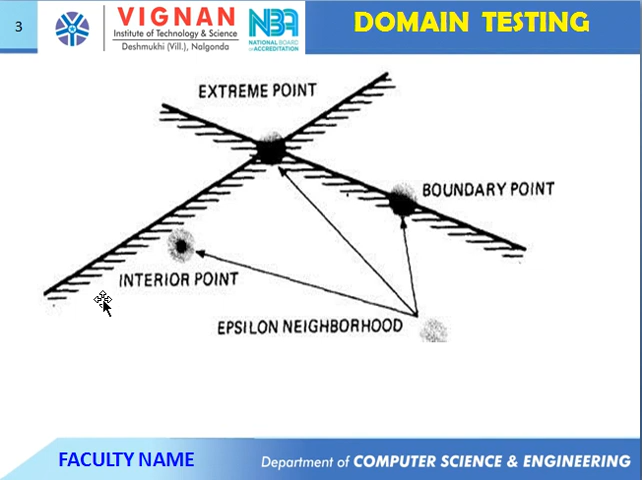 3
VIGNAN
Institute of Technology & Science
Deshmukhi (Vill.), Nalgonda
NBA
NATIONAL BOARD
of ACCREDITATION
DOMAIN TESTING
EXTREME POINT
BOUNDARY POINT
INTERIOR POINT
EPSILON NEIGHBORHOOD
FACULTY NAME
Department of COMPUTER SCIENCE & ENGINEERING